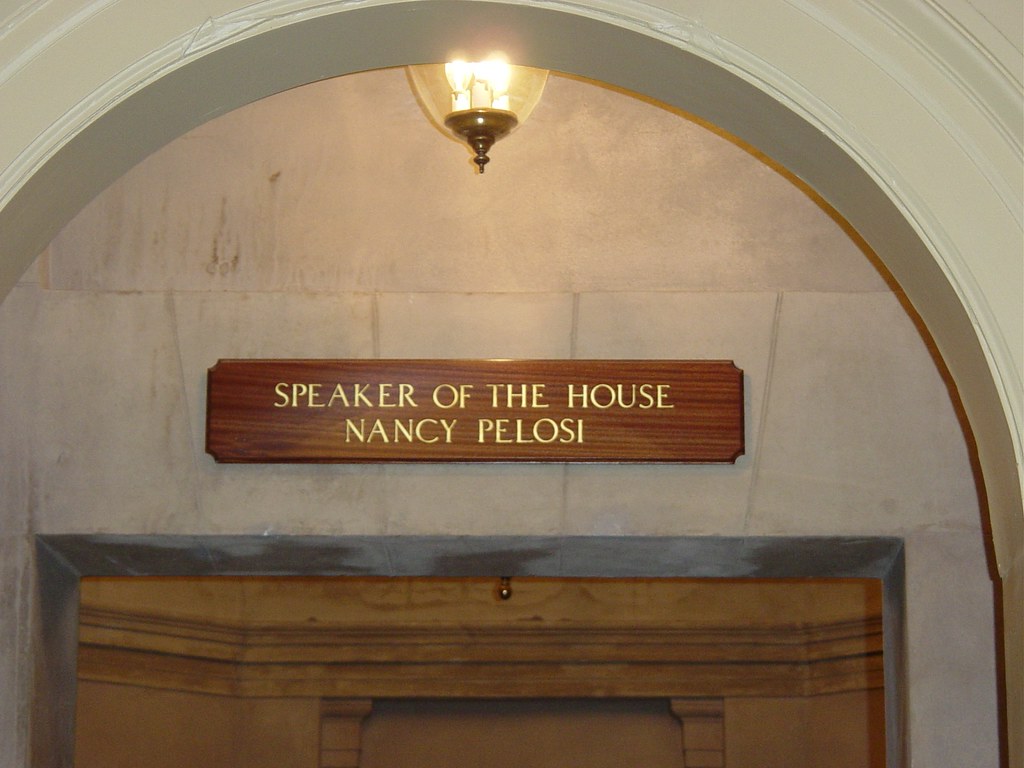 SPEAKER OF THE HOUSE
NANCY PELOSI